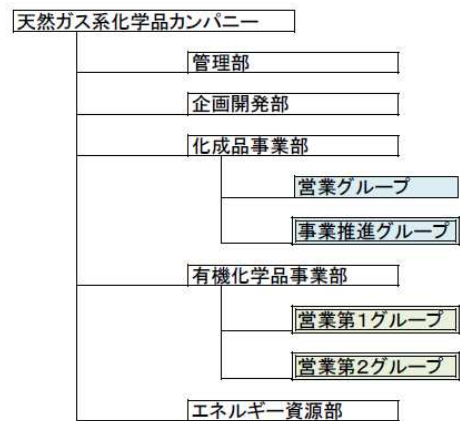 天然ガス系化学品カンパニー
管理部
企画開発部
化成品事業部
営業グループ
事業推進グループ
有機化学品事業部
営業第1グループ
営業第2グループ
エネルギー資源部